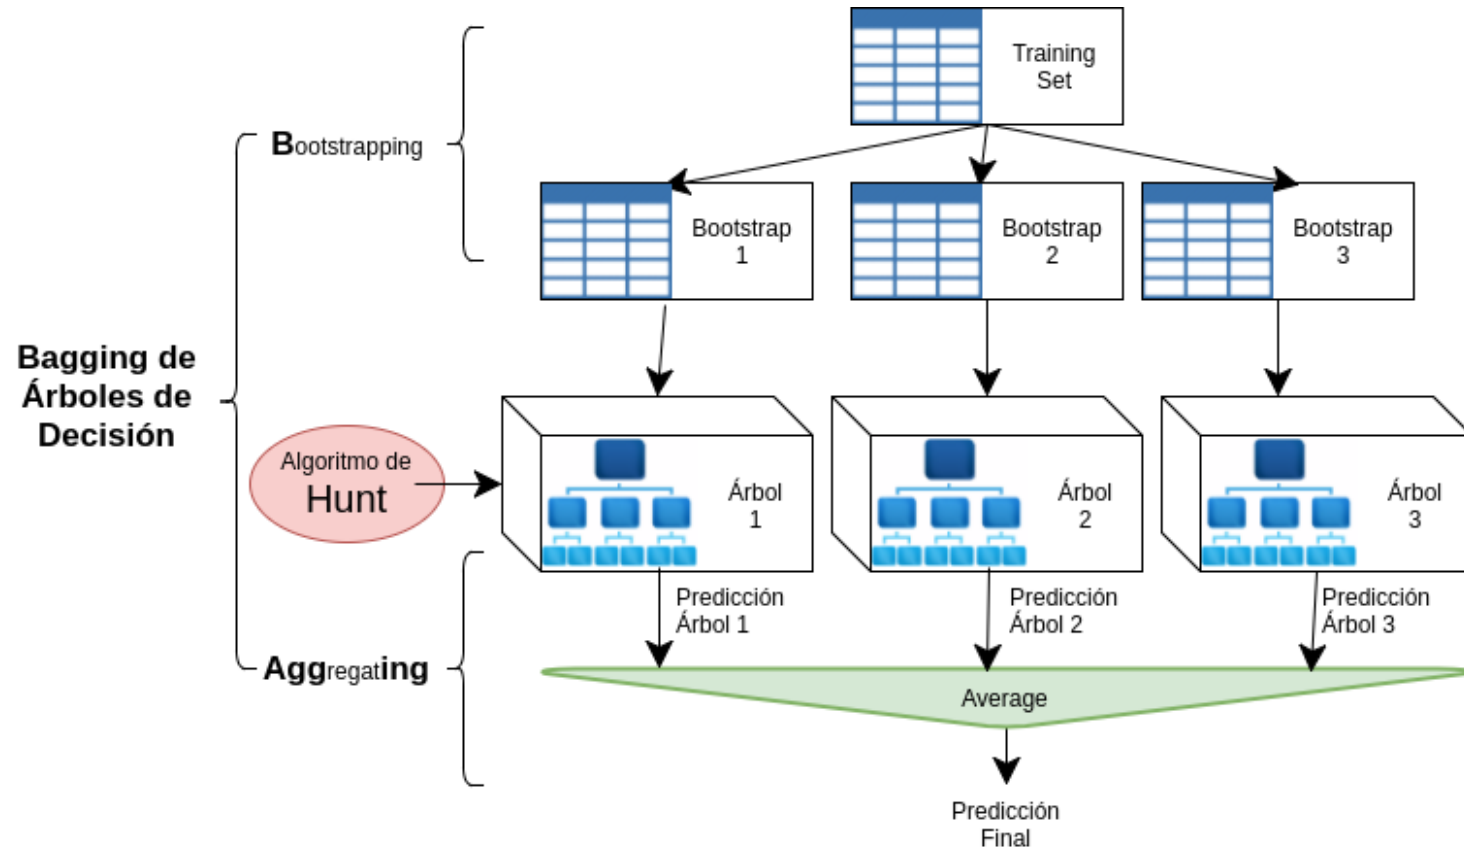 Training
Set
Bootstrapping
Bootstrap
1
Bootstrap
2
Bootstrap
3
Bagging de
Árboles de
Decisión
Algoritmo de
Hunt
Árbol
1
Árbol
2
Árbol
3
Predicción
Árbol 1
Predicción
Árbol 2
Predicción
Árbol 3
Aggregating
Average
Predicción
Final